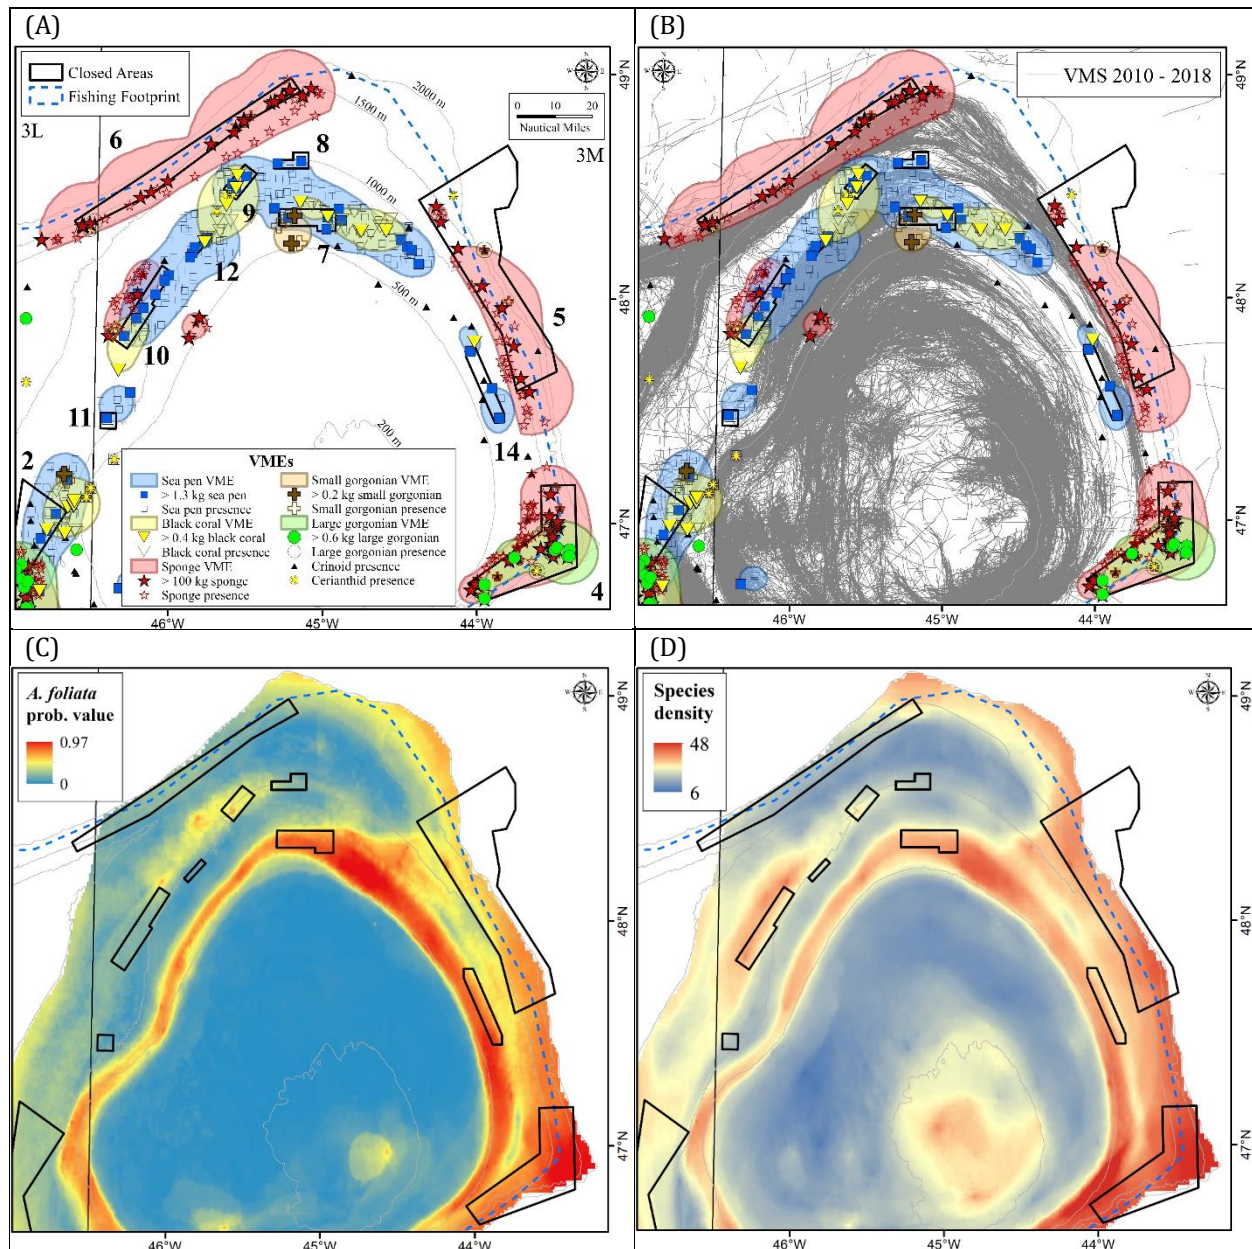 (A)
Closed Areas
Fishing Footprint
3L
6
2000 m
1500 m
0 10 20
Nautical Miles
3M
49°N
8
1000 m
9
7
12
500 m
48°N
5
10
11
14
200 m
2
47°N
VMEs
Sea pen VME
> 1.3 kg sea pen
Sea pen presence
Black coral VME
> 0.4 kg black coral
Black coral presence
Sponge VME
> 100 kg sponge
Sponge presence
Small gorgonian VME
> 0.2 kg small gorgonian
Small gorgonian presence
Large gorgonian VME
> 0.6 kg large gorgonian
Large gorgonian presence
Crinoid presence
Cerianthid presence
4
46°W 45°W 44°W
(B)
VMS 2010 - 2018
49°N
48°N
47°N
46°W 45°W 44°W
(C)
A. foliata
prob. value
0.97
0
49°N
48°N
47°N
46°W 45°W 44°W
(D)
Species
density
48
6
49°N
48°N
47°N
46°W 45°W 44°W